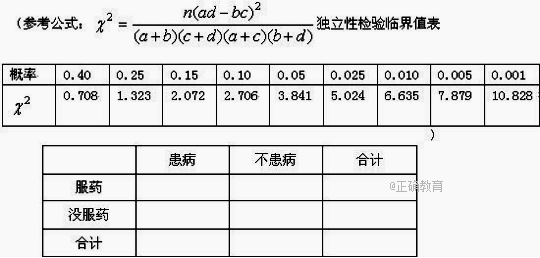 （参考公式：χ² = n(ad − bc)² / (a + b)(c + d)(a + c)(b + d) 独立性检验临界值表
概率 0.40 0.25 0.15 0.10 0.05 0.025 0.010 0.005 0.001
χ² 0.708 1.323 2.072 2.706 3.841 5.024 6.635 7.879 10.828
）
患病 不患病 合计
服药
@正确教育
没服药
合计